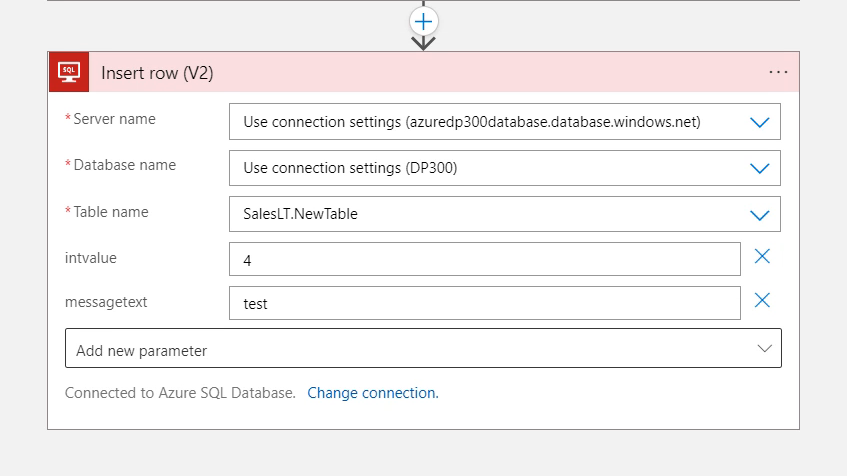 SQL Insert row (V2) ...
*Server name Use connection settings (azuredp300database.database.windows.net)
*Database name Use connection settings (DP300)
*Table name SalesLT.NewTable
intvalue 4
messagetext test
Add new parameter
Connected to Azure SQL Database. Change connection.